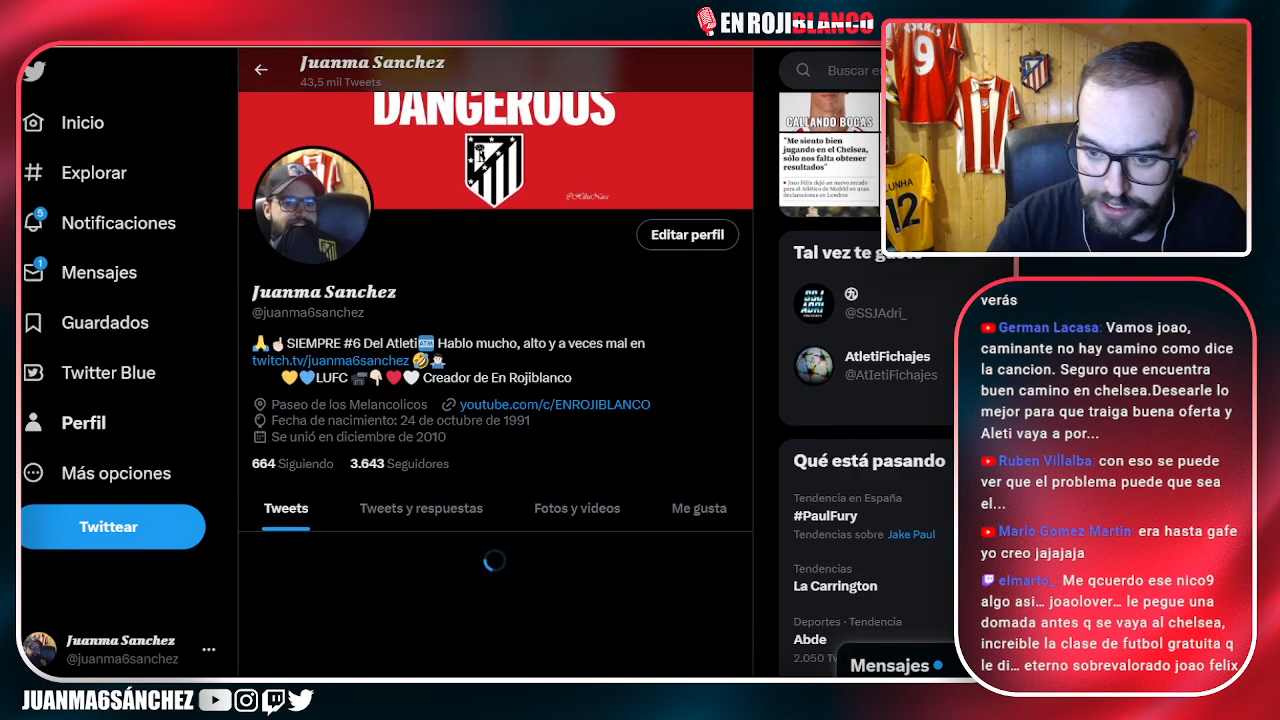 EN ROJIBLANCO
Juanma Sanchez
43,5 mil Tweets
Inicio
Explorar
5
Notificaciones
1
Mensajes
Guardados
Twitter Blue
Perfil
Más opciones
Twittear
Juanma Sanchez
@juanma6sanchez
DANGEROUS
Editar perfil
Juanma Sanchez
@juanma6sanchez
🙏☝🏻SIEMPRE #6 Del Atleti🏧 Hablo mucho, alto y a veces mal en
twitch.tv/juanma6sanchez
💛💙LUFC ❤️🤍 Creador de En Rojiblanco
Paseo de los Melancolicos youtube.com/c/ENROJIBLANCO
Fecha de nacimiento: 24 de octubre de 1991
Se unió en diciembre de 2010
664 Siguiendo 3.643 Seguidores
Tweets Tweets y respuestas Fotos y videos Me gusta
Buscar e
CALLANDO BOCAS
"Me siento bien
jugando en el Chelsea,
sólo nos falta obtener
resultados"
Joao Félix dejó un nuevo recado
para el Atlético de Madrid en unas
declaraciones en Londres
Tal vez te guste
SSJ
ADRI
@SSJAdri_
AtletiFichajes
@AtIetiFichajes
Qué está pasando
Tendencia en España
#PaulFury
Tendencias sobre Jake Paul
Tendencias
La Carrington
Deportes · Tendencia
Abde
2.050 Tw
Mensajes
TORRES
9
CUNHA
12
verás
German Lacasa: Vamos joao,
caminante no hay camino como dice
la cancion. Seguro que encuentra
buen camino en chelsea.Desearle lo
mejor para que traiga buena oferta y
Aleti vaya a por...
Ruben Villalba: con eso se puede
ver que el problema puede que sea
el...
Mario Gomez Martin: era hasta gafe
yo creo jajajaja
elmarto_ Me qcuerdo ese nico9
algo asi... joaolover... le pegue una
domada antes q se vaya al chelsea,
increible la clase de futbol gratuita q
le di... eterno sobrevalorado joao felix
JUANMA6SÁNCHEZ